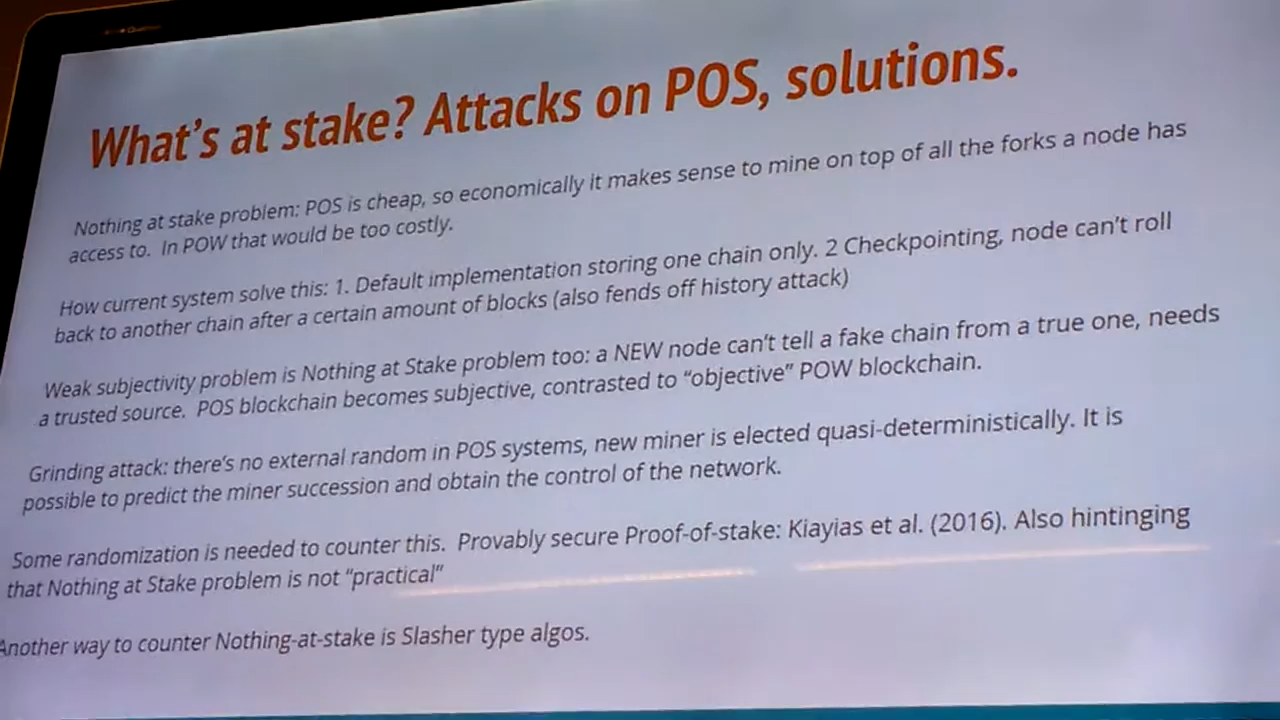 What's at stake? Attacks on POS, solutions.
Nothing at stake problem: POS is cheap, so economically it makes sense to mine on top of all the forks a node has
access to. In POW that would be too costly.
How current system solve this: 1. Default implementation storing one chain only. 2 Checkpointing, node can't roll
back to another chain after a certain amount of blocks (also fends off history attack)
Weak subjectivity problem is Nothing at Stake problem too: a NEW node can't tell a fake chain from a true one, needs
a trusted source. POS blockchain becomes subjective, contrasted to "objective" POW blockchain.
Grinding attack: there's no external random in POS systems, new miner is elected quasi-deterministically. It is
possible to predict the miner succession and obtain the control of the network.
Some randomization is needed to counter this. Provably secure Proof-of-stake: Kiayias et al. (2016). Also hintinging
that Nothing at Stake problem is not "practical"
Another way to counter Nothing-at-stake is Slasher type algos.